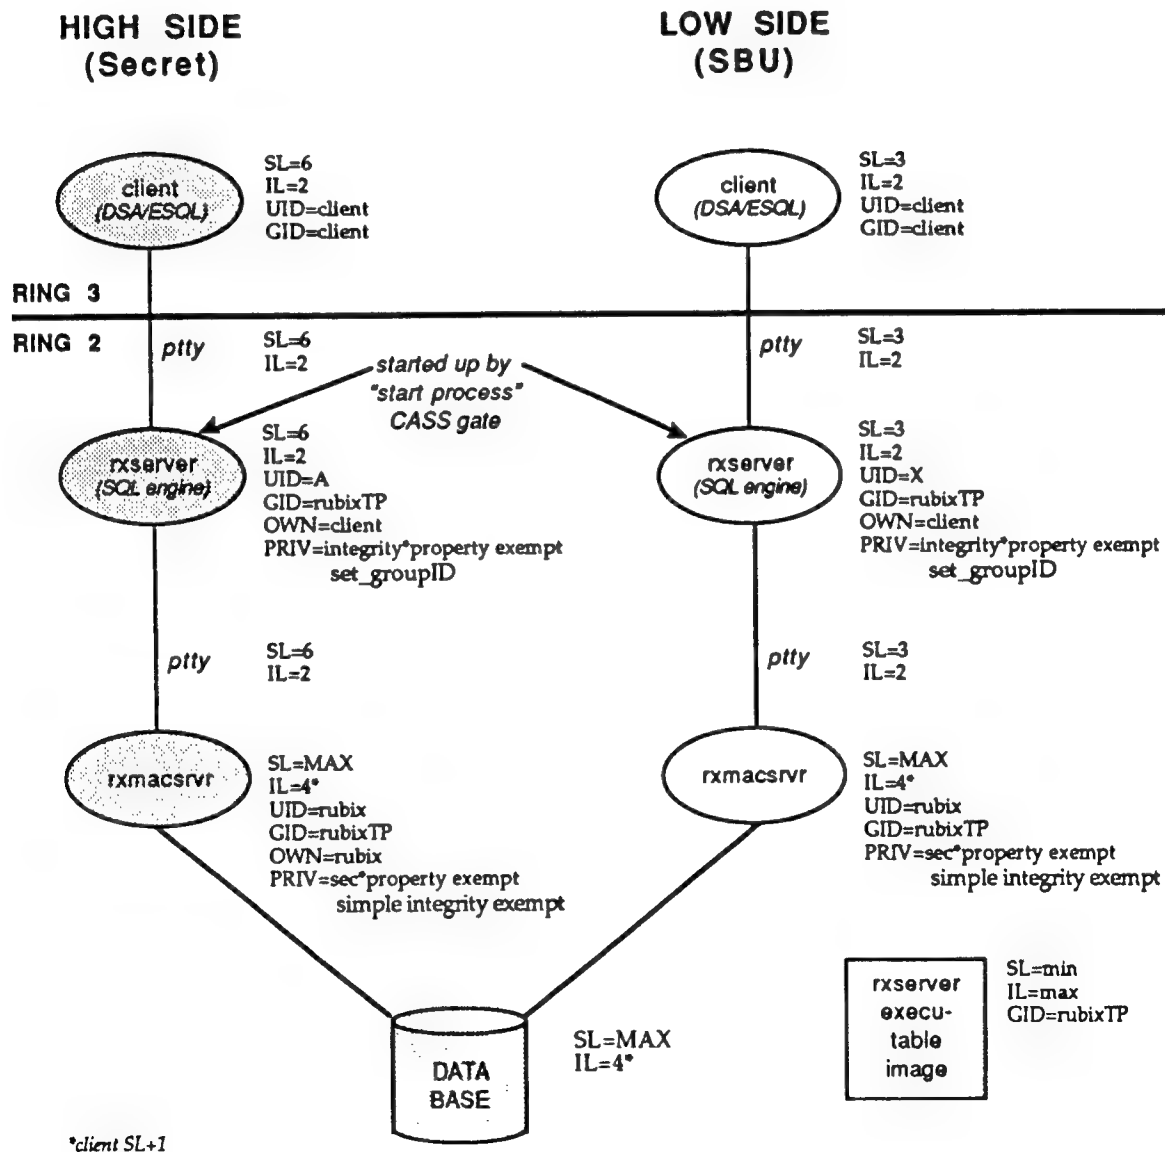 HIGH SIDE
(Secret)
LOW SIDE
(SBU)
client
(DSA/ESQL)
SL=6
IL=2
UID=client
GID=client
client
(DSA/ESQL)
SL=3
IL=2
UID=client
GID=client
RING 3
RING 2
ptty
SL=6
IL=2
started up by
"start process"
CASS gate
ptty
SL=3
IL=2
rxserver
(SQL engine)
SL=6
IL=2
UID=A
GID=rubixTP
OWN=client
PRIV=integrity*property exempt
set_groupID
rxserver
(SQL engine)
SL=3
IL=2
UID=X
GID=rubixTP
OWN=client
PRIV=integrity*property exempt
set_groupID
ptty
SL=6
IL=2
ptty
SL=3
IL=2
rxmacsrvr
SL=MAX
IL=4*
UID=rubix
GID=rubixTP
OWN=rubix
PRIV=sec*property exempt
simple integrity exempt
rxmacsrvr
SL=MAX
IL=4*
UID=rubix
GID=rubixTP
PRIV=sec*property exempt
simple integrity exempt
DATA
BASE
SL=MAX
IL=4*
rxserver
execu-
table
image
SL=min
IL=max
GID=rubixTP
*client SL+1